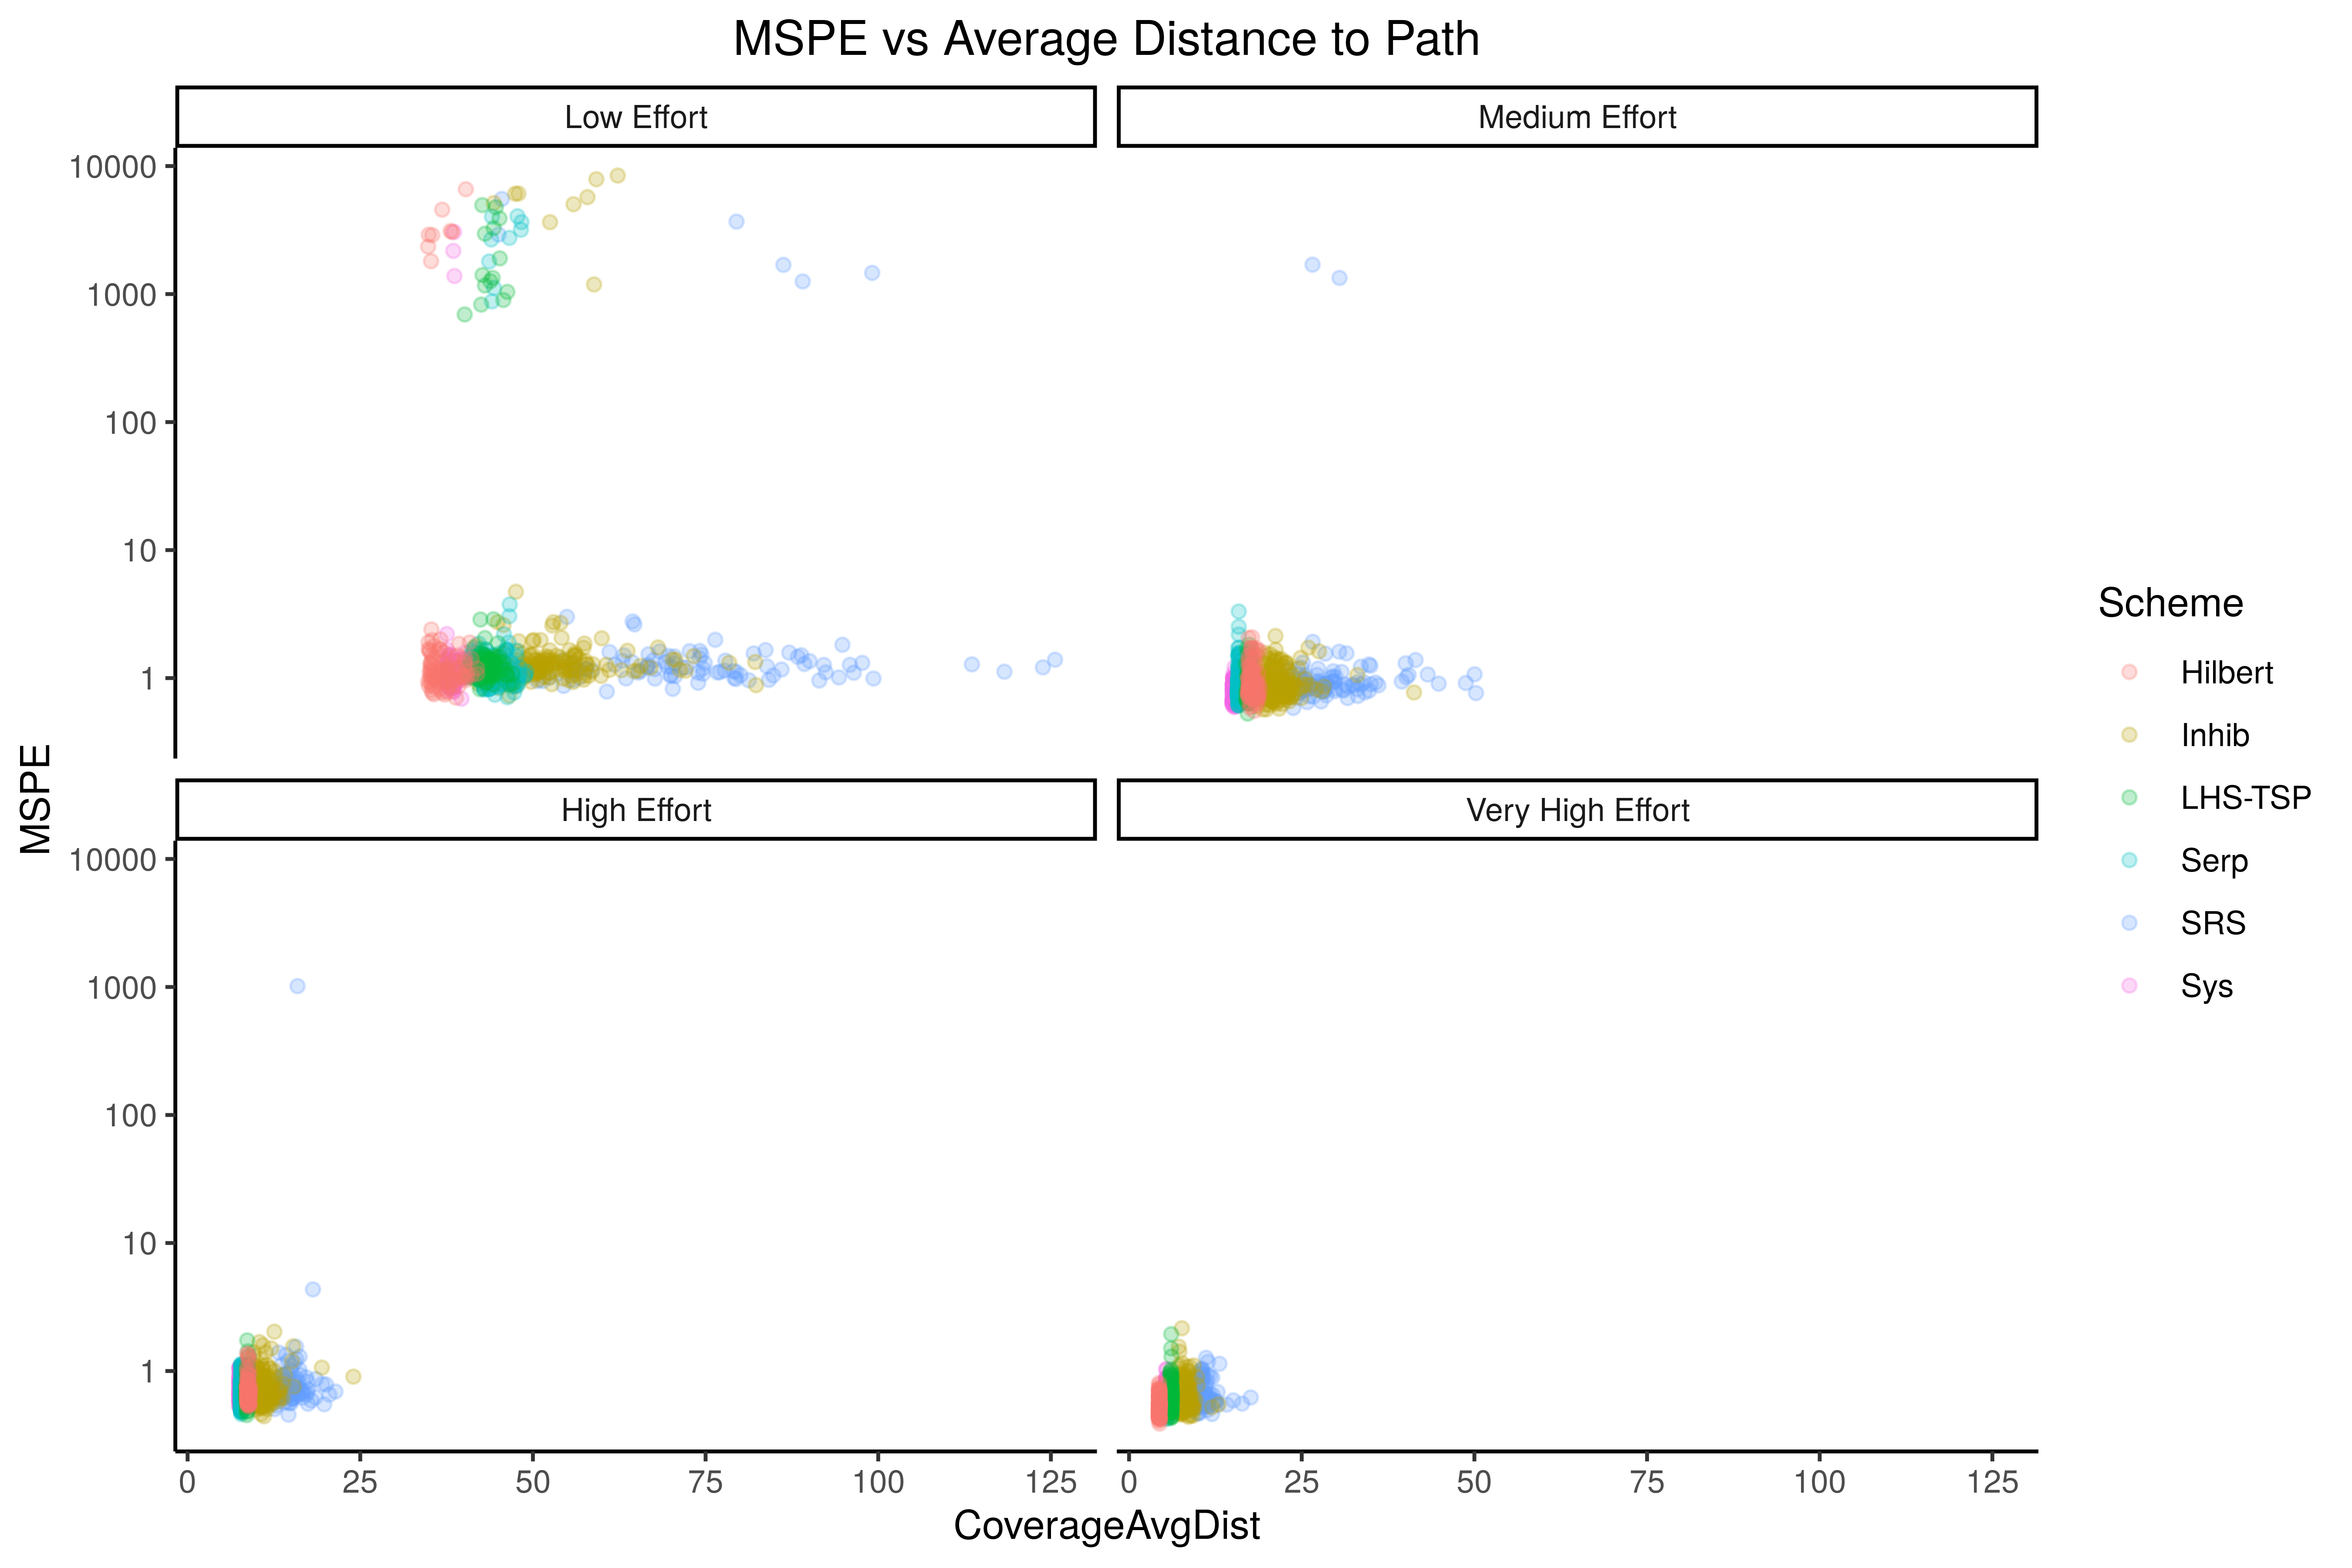 MSPE vs Average Distance to Path
Low Effort
Medium Effort
10000
1000
100
10
1
High Effort
Very High Effort
10000
1000
100
10
1
0 25 50 75 100 125
0 25 50 75 100 125
CoverageAvgDist
MSPE
Scheme
Hilbert
Inhib
LHS-TSP
Serp
SRS
Sys